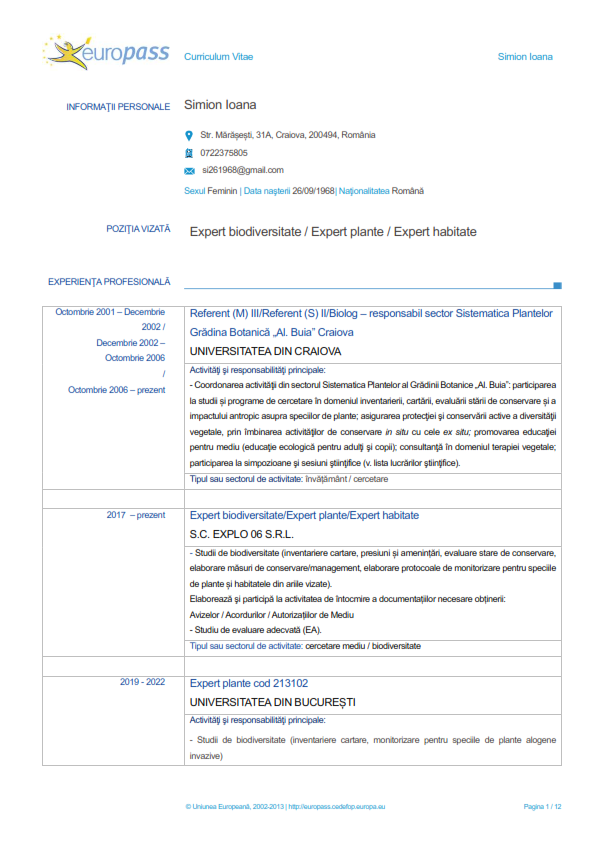 europass
Curriculum Vitae
Simion Ioana
INFORMAŢII PERSONALE
Simion Ioana
Str. Mărășești, 31A, Craiova, 200494, România
0722375805
si261968@gmail.com
Sexul Feminin | Data naşterii 26/09/1968| Naţionalitatea Română
POZIŢIA VIZATĂ
Expert biodiversitate / Expert plante / Expert habitate
EXPERIENŢA PROFESIONALĂ
Octombrie 2001 – Decembrie
2002 /
Decembrie 2002 –
Octombrie 2006
/
Octombrie 2006 – prezent
Referent (M) III/Referent (S) II/Biolog – responsabil sector Sistematica Plantelor
Grădina Botanică „Al. Buia” Craiova
UNIVERSITATEA DIN CRAIOVA
Activităţi şi responsabilităţi principale:
- Coordonarea activităţii din sectorul Sistematica Plantelor al Grădinii Botanice „Al. Buia”: participarea
la studii şi programe de cercetare în domeniul inventarierii, cartării, evaluării stării de conservare şi a
impactului antropic asupra speciilor de plante; asigurarea protecţiei şi conservării active a diversităţii
vegetale, prin îmbinarea activităţilor de conservare in situ cu cele ex situ; promovarea educaţiei
pentru mediu (educaţie ecologică pentru adulţi şi copii); consultanţă în domeniul terapiei vegetale;
participarea la simpozioane şi sesiuni ştiinţifice (v. lista lucrărilor ştiinţifice).
Tipul sau sectorul de activitate: învăţământ / cercetare
2017 – prezent
Expert biodiversitate/Expert plante/Expert habitate
S.C. EXPLO 06 S.R.L.
- Studii de biodiversitate (inventariere cartare, presiuni și amenințări, evaluare stare de conservare,
elaborare măsuri de conservare/management, elaborare protocoale de monitorizare pentru speciile
de plante și habitatele din ariile vizate).
Elaborează şi participă la activitatea de întocmire a documentațiilor necesare obținerii:
Avizelor / Acordurilor / Autorizațiilor de Mediu
- Studiu de evaluare adecvată (EA).
Tipul sau sectorul de activitate: cercetare mediu / biodiversitate
2019 - 2022
Expert plante cod 213102
UNIVERSITATEA DIN BUCUREȘTI
Activităţi şi responsabilităţi principale:
- Studii de biodiversitate (inventariere cartare, monitorizare pentru speciile de plante alogene
invazive)
© Uniunea Europeană, 2002-2013 | http://europass.cedefop.europa.eu
Pagina 1 / 12